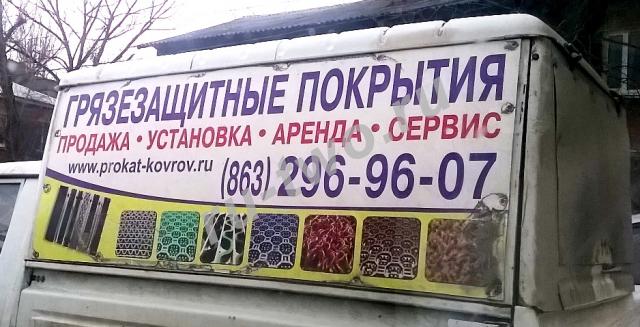 ГРЯЗЕЗАЩИТНЫЕ ПОКРЫТИЯ
ПРОДАЖА • УСТАНОВКА • АРЕНДА • СЕРВИС
www.prokat-kovrov.ru (863) 296-96-07